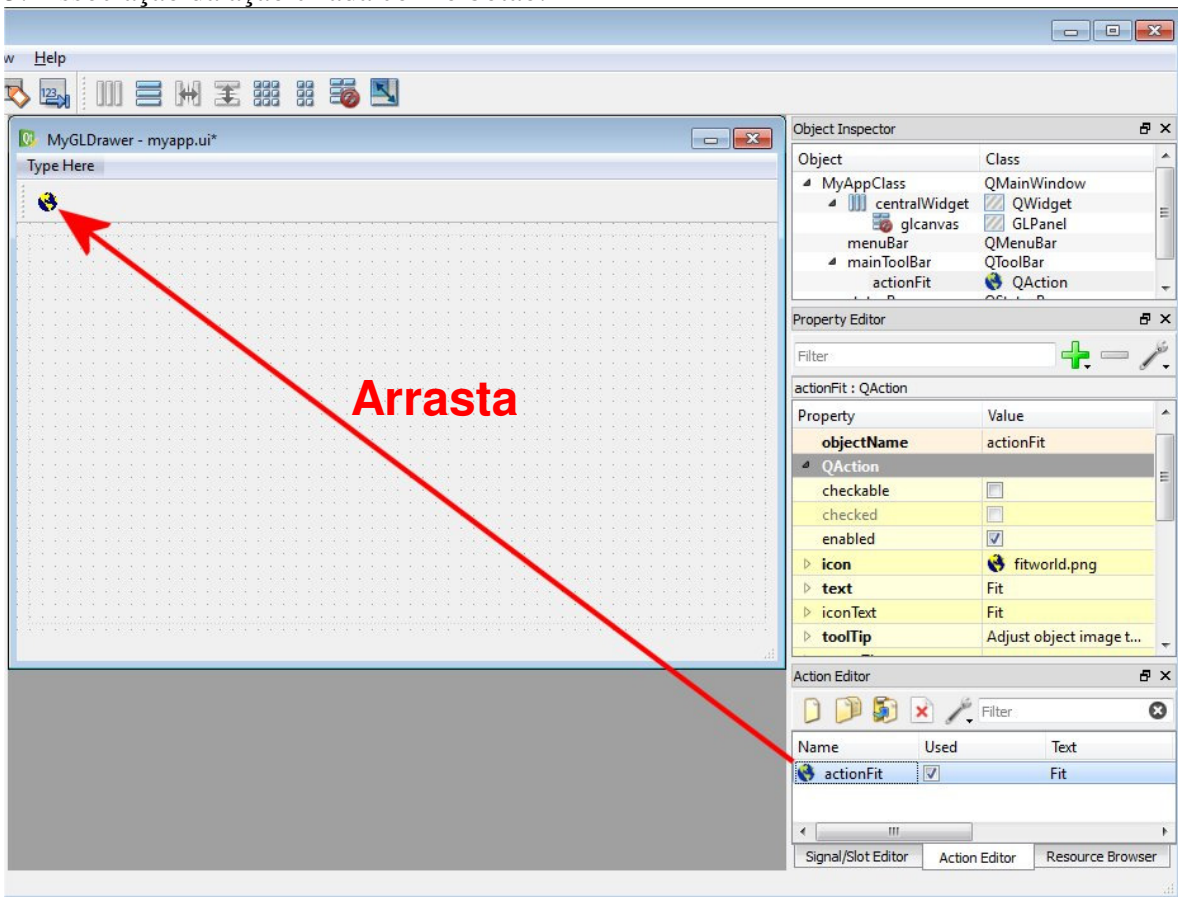 w Help
123
MyGLDrawer - myapp.ui*
Type Here
Arrasta
Object Inspector
Object Class
MyAppClass QMainWindow
centralWidget QWidget
glcanvas GLPanel
menuBar QMenuBar
mainToolBar QToolBar
actionFit QAction
Property Editor
Filter
actionFit : QAction
Property Value
objectName actionFit
QAction
checkable
checked
enabled
icon fitworld.png
text Fit
iconText Fit
toolTip Adjust object image t...
Action Editor
Filter
Name Used Text
actionFit Fit
Signal/Slot Editor Action Editor Resource Browser